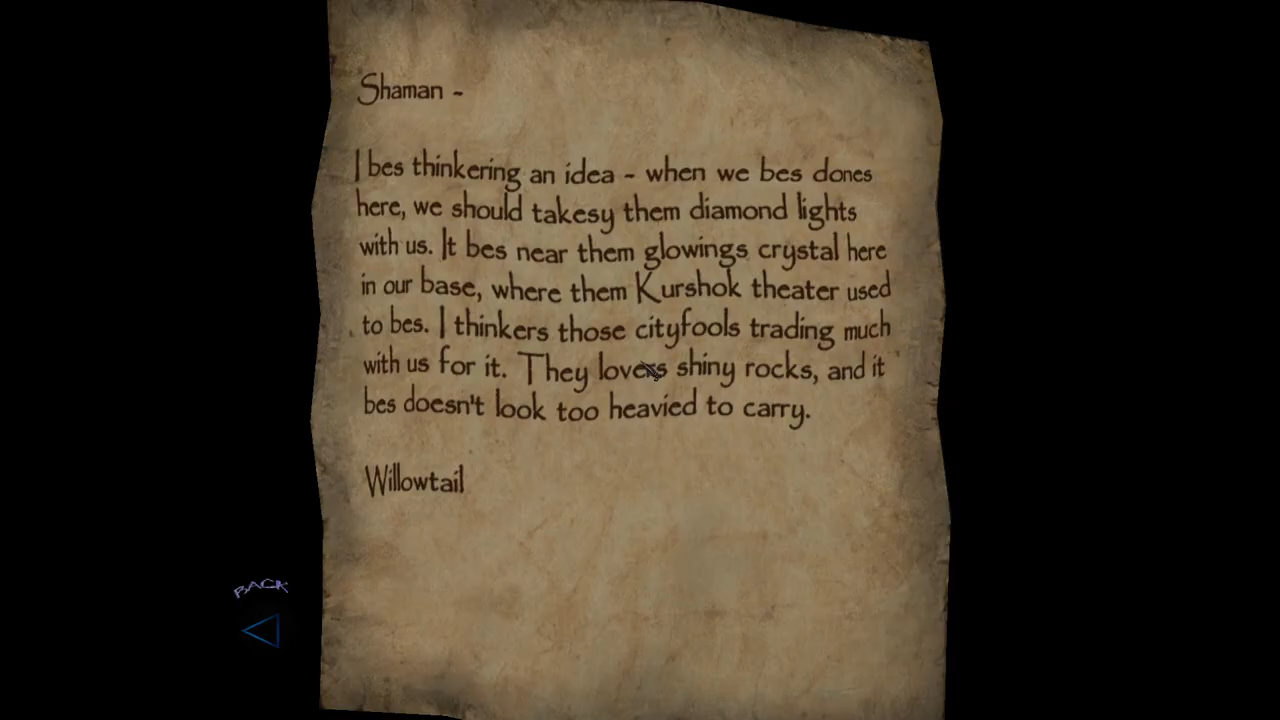 Shaman -
I bes thinkering an idea - when we bes dones
here, we should takesy them diamond lights
with us. It bes near them glowings crystal here
in our base, where them Kurshok theater used
to bes. I thinkers those cityfools trading much
with us for it. They lovers shiny rocks, and it
bes doesn't look too heavied to carry.
Willowtail
BACK